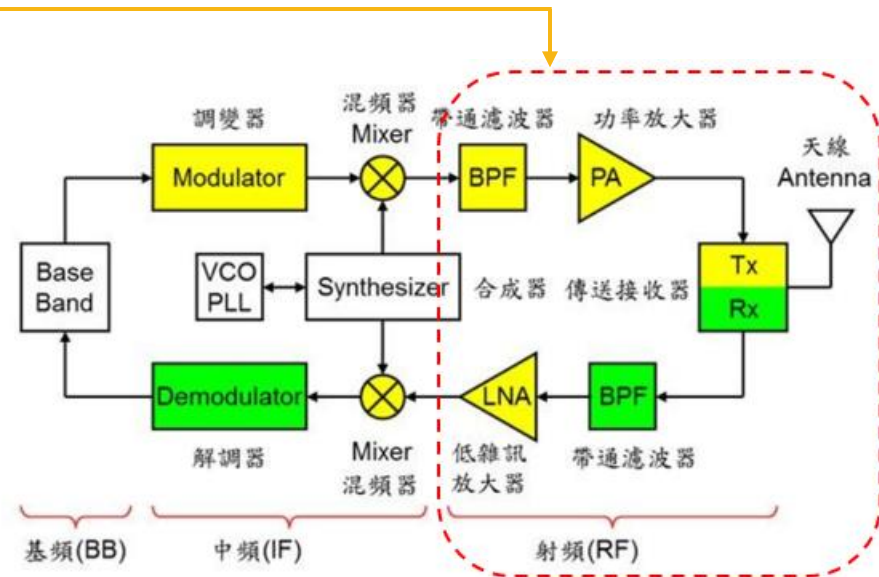 混頻器
Mixer
調變器
帶通濾波器
功率放大器
天線
Antenna
Modulator
BPF
PA
Base
Band
VCO
PLL
Synthesizer
合成器
傳送接收器
Tx
Rx
Demodulator
LNA
BPF
解調器
Mixer
混頻器
低雜訊
放大器
帶通濾波器
基頻(BB)
中頻(IF)
射頻(RF)